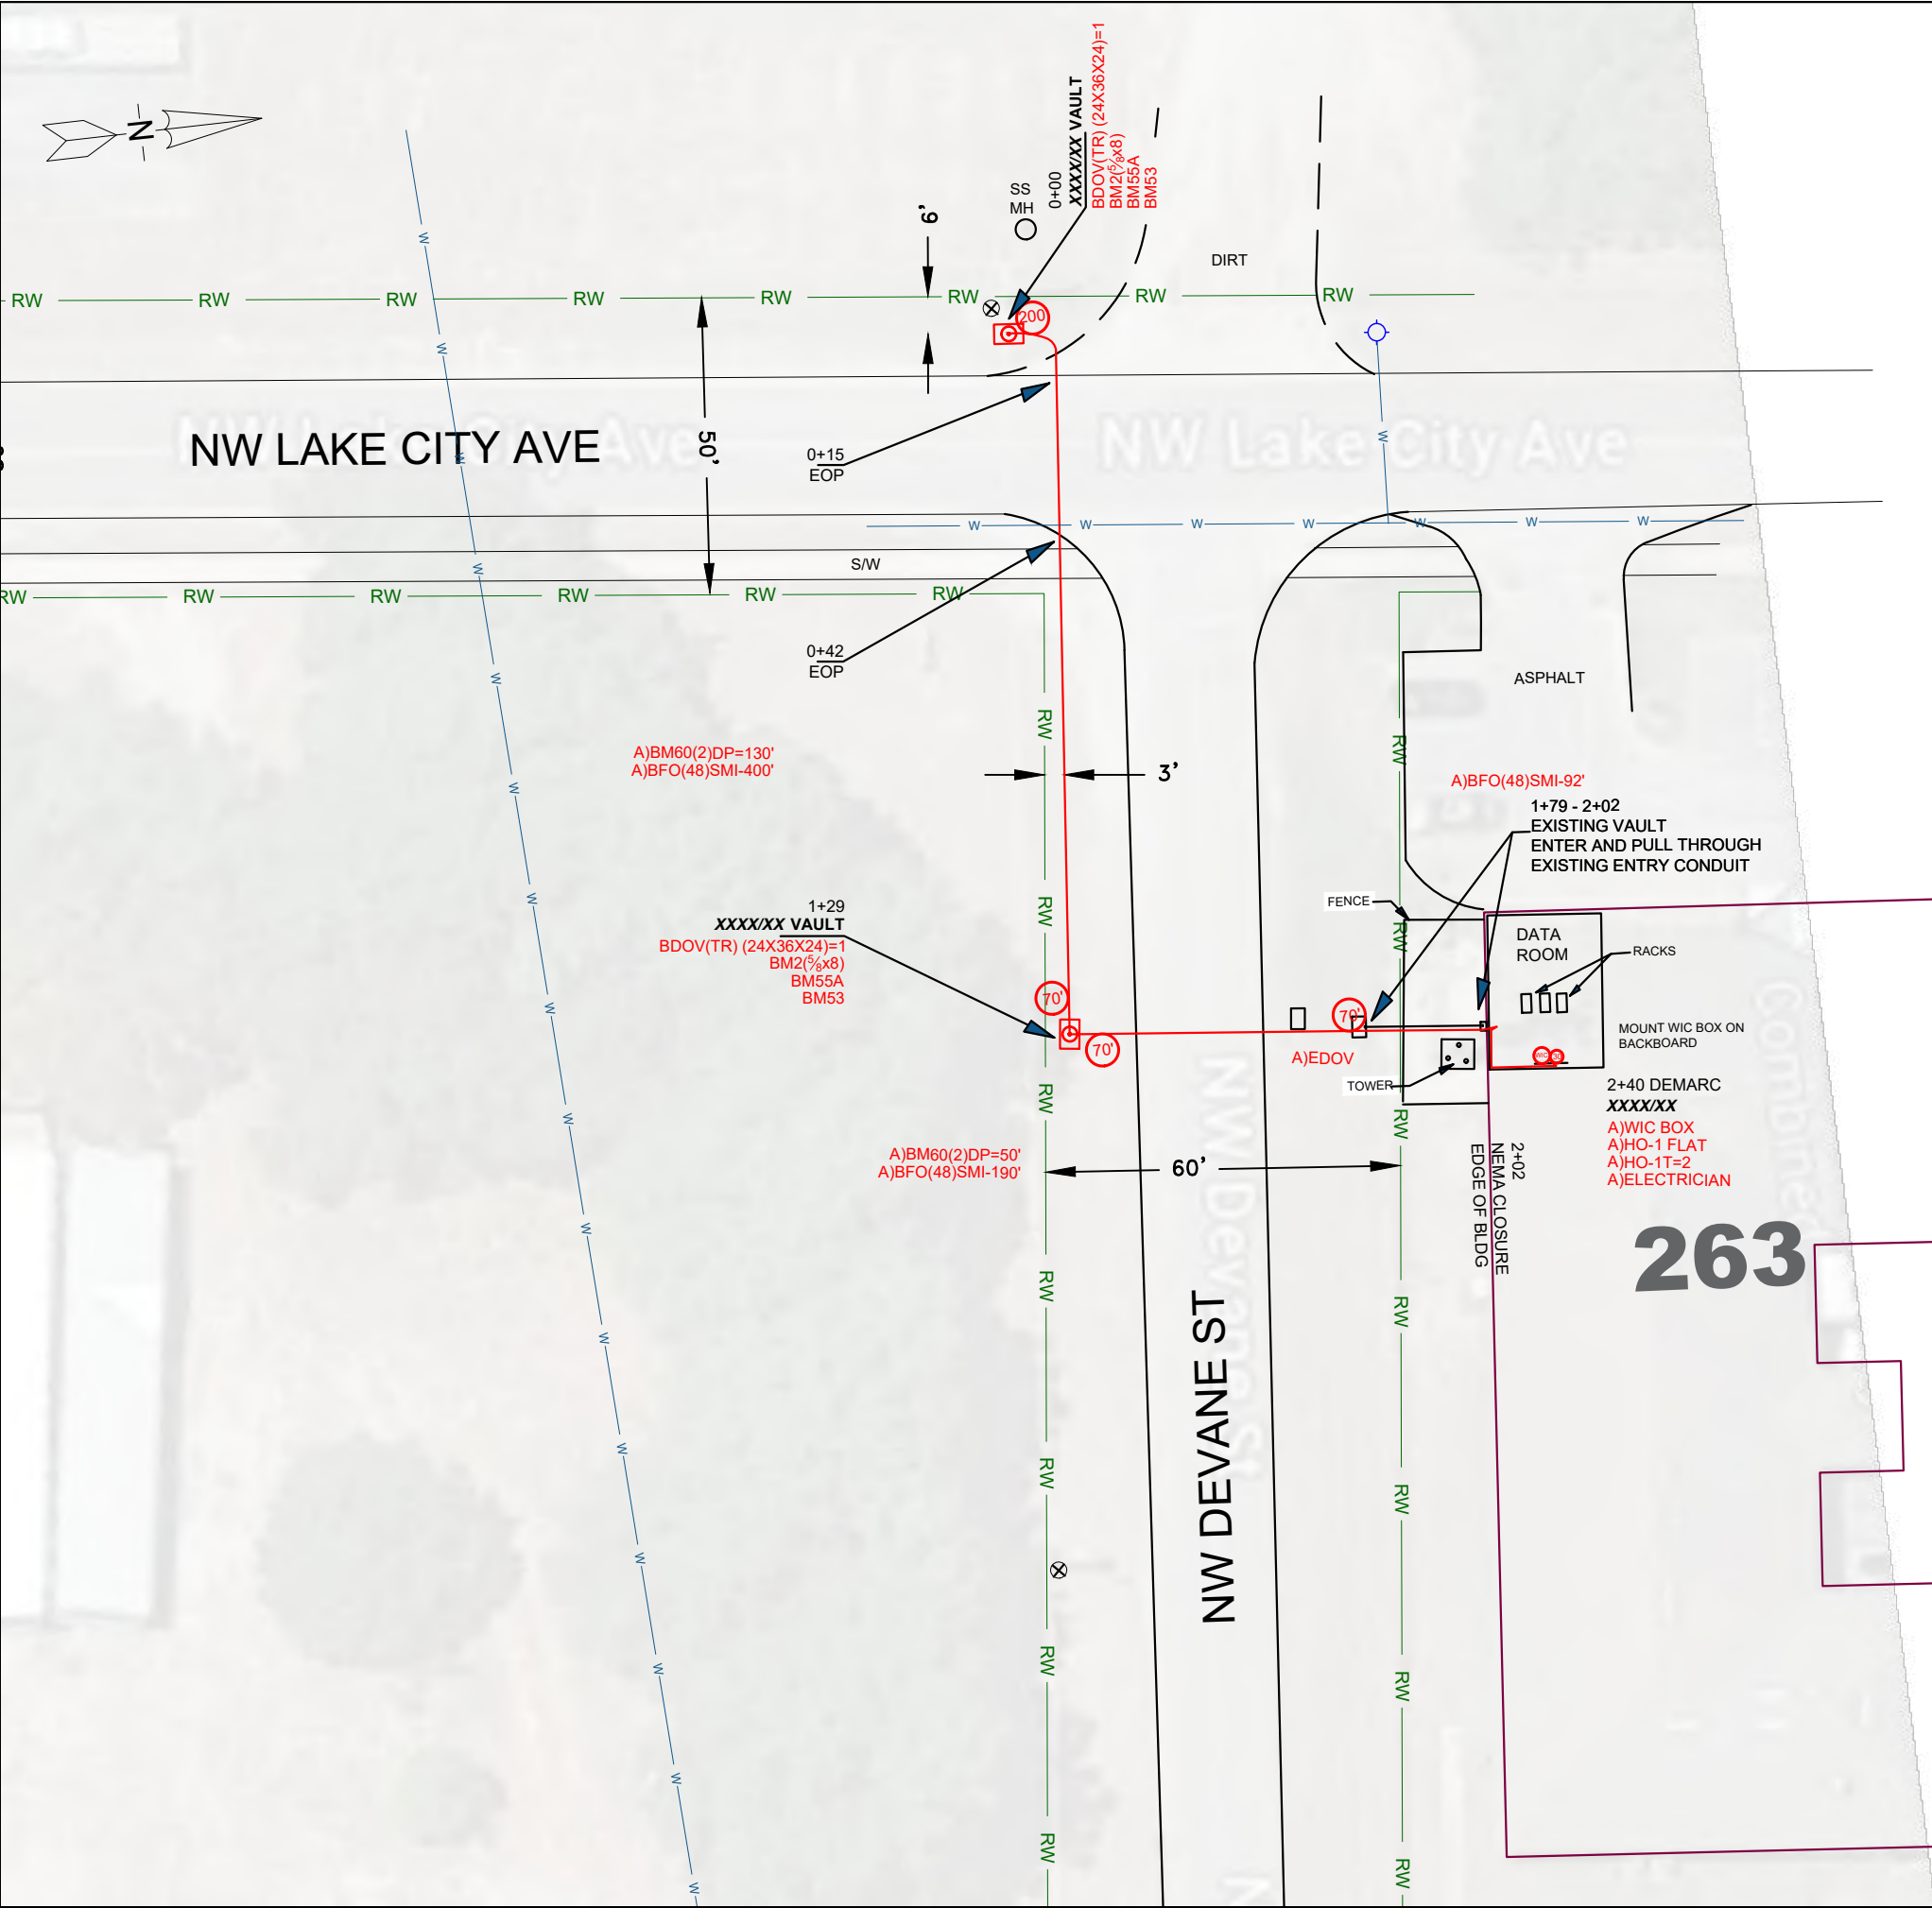 N
0+00
XXXX/XX VAULT
BDOV(TR) (24X36X24)=1
BM2(⅝x8)
BM55A
BM53
SS
MH
6'
DIRT
RW RW RW RW RW RW RW RW
200
NW LAKE CITY AVE
NW Lake City Ave
50'
0+15
EOP
W W W W W W W
S/W
RW RW RW RW RW RW
0+42
EOP
ASPHALT
A)BM60(2)DP=130'
A)BFO(48)SMI-400'
3'
A)BFO(48)SMI-92'
1+79 - 2+02
EXISTING VAULT
ENTER AND PULL THROUGH
EXISTING ENTRY CONDUIT
1+29
XXXX/XX VAULT
BDOV(TR) (24X36X24)=1
BM2(⅝x8)
BM55A
BM53
FENCE
DATA
ROOM
RACKS
70'
70'
70'
A)EDOV
TOWER
MOUNT WIC BOX ON
BACKBOARD
WIC
30
2+40 DEMARC
XXXX/XX
A)WIC BOX
A)HO-1 FLAT
A)HO-1T=2
A)ELECTRICIAN
A)BM60(2)DP=50'
A)BFO(48)SMI-190'
60'
2+02
NEMA CLOSURE
EDGE OF BLDG
263
NW DEVANE ST
NW Devane St
RW RW RW RW RW RW RW
RW RW RW RW RW RW RW
W W W W W W W W W W W W W W W W